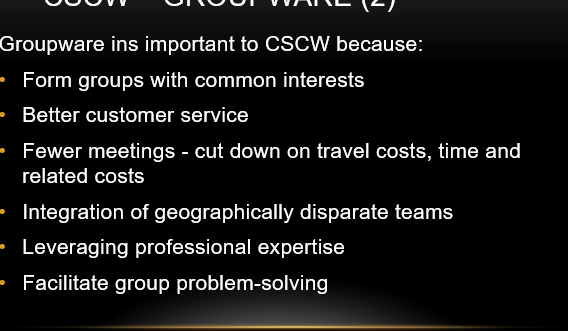 CSCW – GROUPWARE (2)
Groupware ins important to CSCW because:
• Form groups with common interests
• Better customer service
• Fewer meetings - cut down on travel costs, time and
related costs
• Integration of geographically disparate teams
• Leveraging professional expertise
• Facilitate group problem-solving